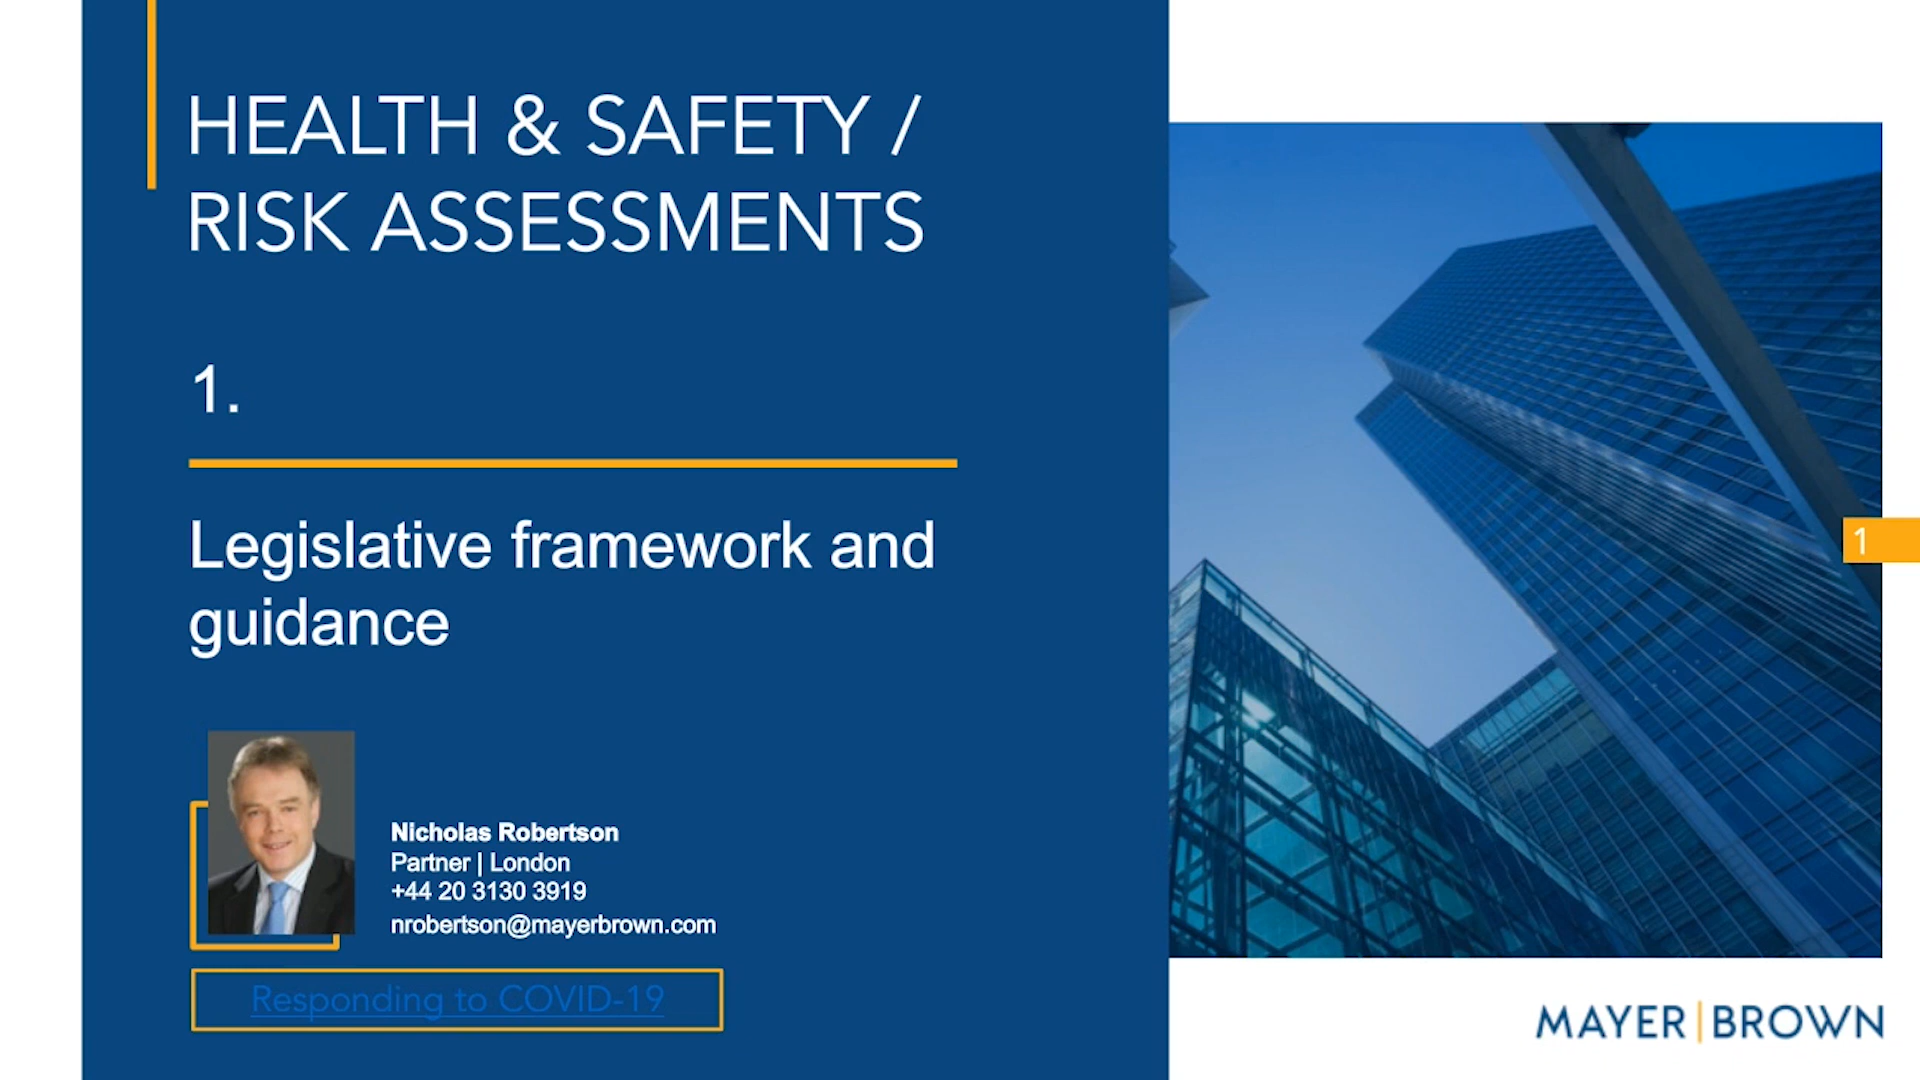 HEALTH & SAFETY /
RISK ASSESSMENTS
1.
Legislative framework and
guidance
Nicholas Robertson
Partner | London
+44 20 3130 3919
nrobertson@mayerbrown.com
Responding to COVID-19
1
MAYER|BROWN